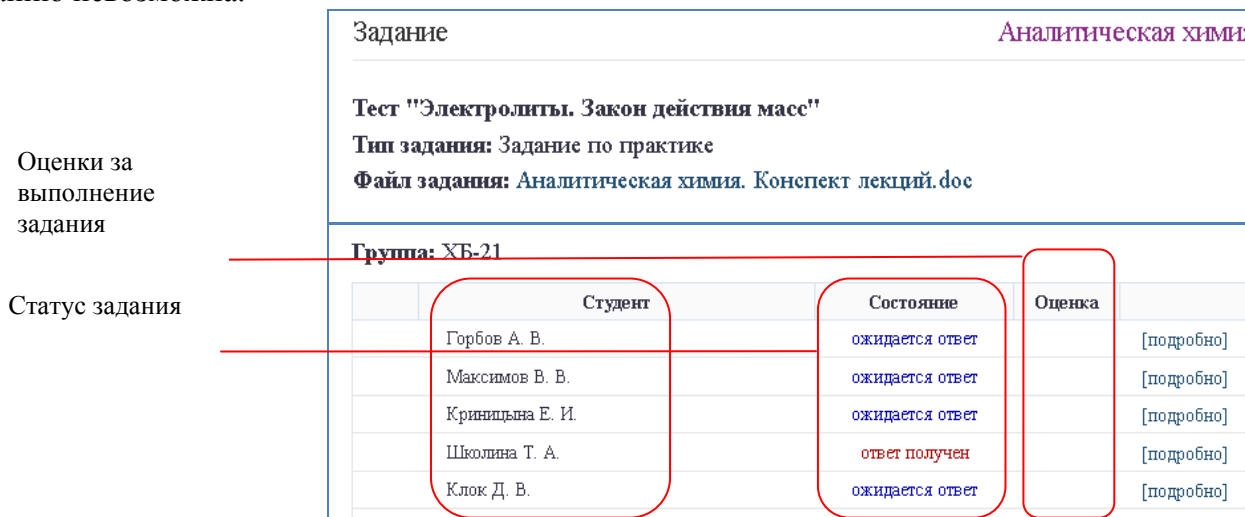 Задание Аналитическая химия
Тест "Электролиты. Закон действия масс"
Тип задания: Задание по практике
Файл задания: Аналитическая химия. Конспект лекций.doc
Оценки за
выполнение
задания
Группа: ХБ-21
Статус задания
Студент Состояние Оценка
Горбов А. В. ожидается ответ [подробно]
Максимов В. В. ожидается ответ [подробно]
Криницына Е. И. ожидается ответ [подробно]
Школина Т. А. ответ получен [подробно]
Клок Д. В. ожидается ответ [подробно]